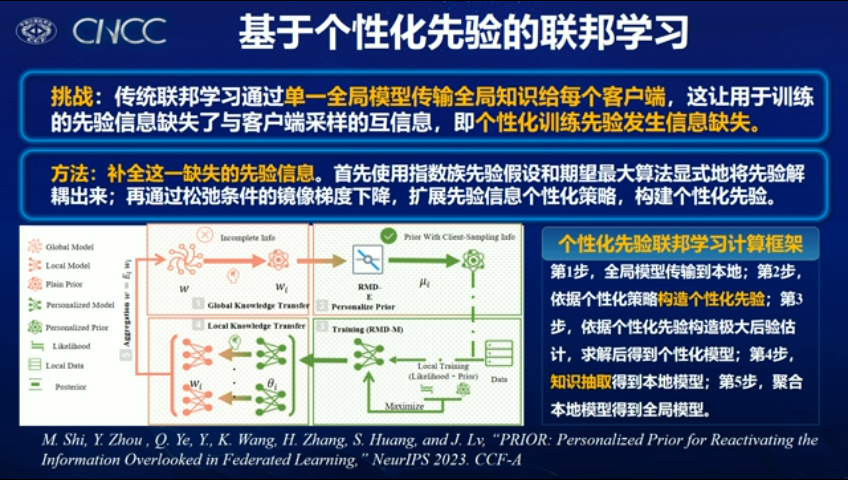 CNCC
基于个性化先验的联邦学习
挑战：传统联邦学习通过单一全局模型传输全局知识给每个客户端，这让用于训练
的先验信息缺失了与客户端采样的互信息，即个性化训练先验发生信息缺失。
方法：补全这一缺失的先验信息。首先使用指数族先验假设和期望最大算法显式地将先验解
耦出来；再通过松弛条件的镜像梯度下降，扩展先验信息个性化策略，构建个性化先验。
Global Model
Local Model
Plain Prior
Personalized Model
Personalized Prior
Likelihood
Local Data
Posterior
Aggregation w = E_i w_i
Incomplete Info
w
w_i
1 Global Knowledge Transfer
Prior With Client-Sampling Info
RMD-
E
μ_i
2 Personalize Prior
4 Local Knowledge Transfer
w_i
θ_i
3 Training (RMD-M)
Local Training
(Likelihood + Prior)
Data
Maximize
5
个性化先验联邦学习计算框架
第1步，全局模型传输到本地；第2步，
依据个性化策略构造个性化先验；第3
步，依据个性化先验构造极大后验估
计，求解后得到个性化模型；第4步，
知识抽取得到本地模型；第5步，聚合
本地模型得到全局模型。
M. Shi, Y. Zhou , Q. Ye, Y., K. Wang, H. Zhang, S. Huang, and J. Lv, “PRIOR: Personalized Prior for Reactivating the
Information Overlooked in Federated Learning,” NeurIPS 2023. CCF-A